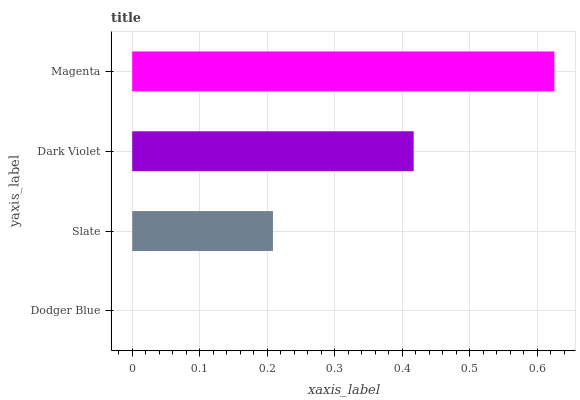 title
Magenta
Dark Violet
Slate
Dodger Blue
yaxis_label
0 0.1 0.2 0.3 0.4 0.5 0.6
xaxis_label